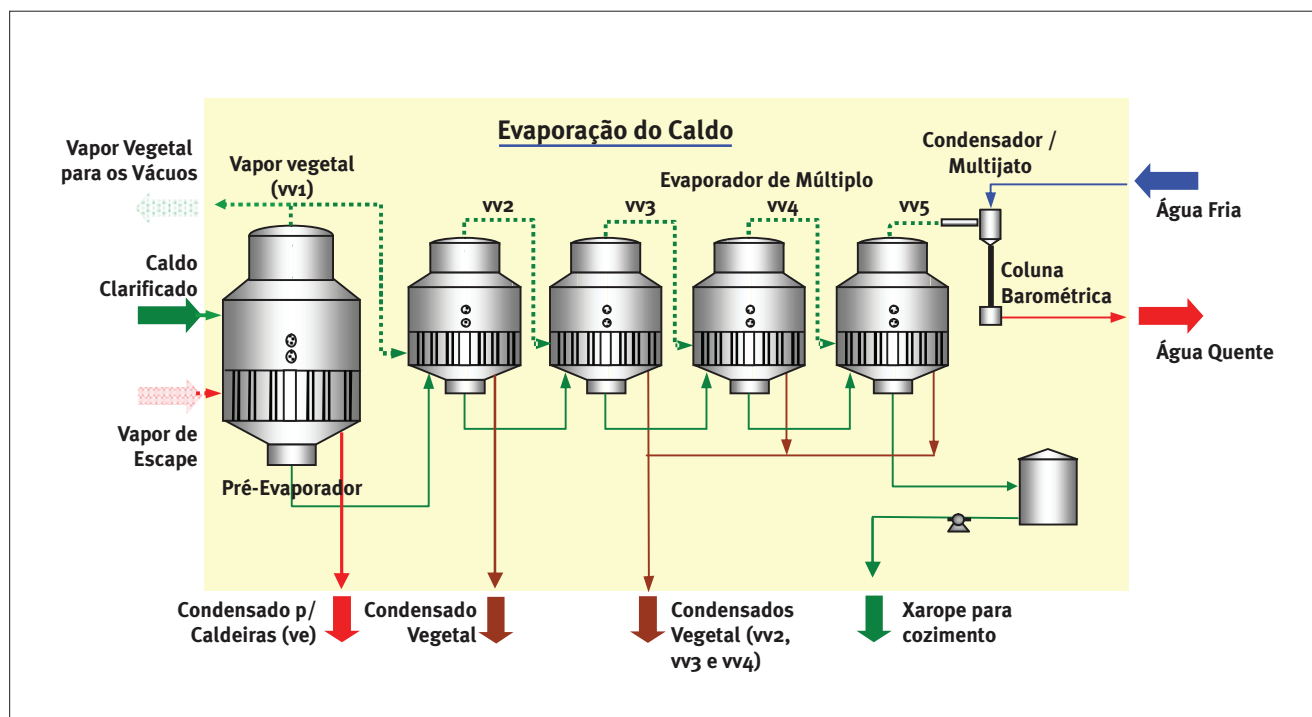 Evaporação do Caldo
Vapor Vegetal
para os Vácuos
Vapor vegetal
(vv1)
Evaporador de Múltiplo
vv2
vv3
vv4
vv5
Condensador /
Multijato
Água Fria
Caldo
Clarificado
Coluna
Barométrica
Água Quente
Vapor de
Escape
Pré-Evaporador
Condensado p/
Caldeiras (ve)
Condensado
Vegetal
Condensados
Vegetal (vv2,
vv3 e vv4)
Xarope para
cozimento